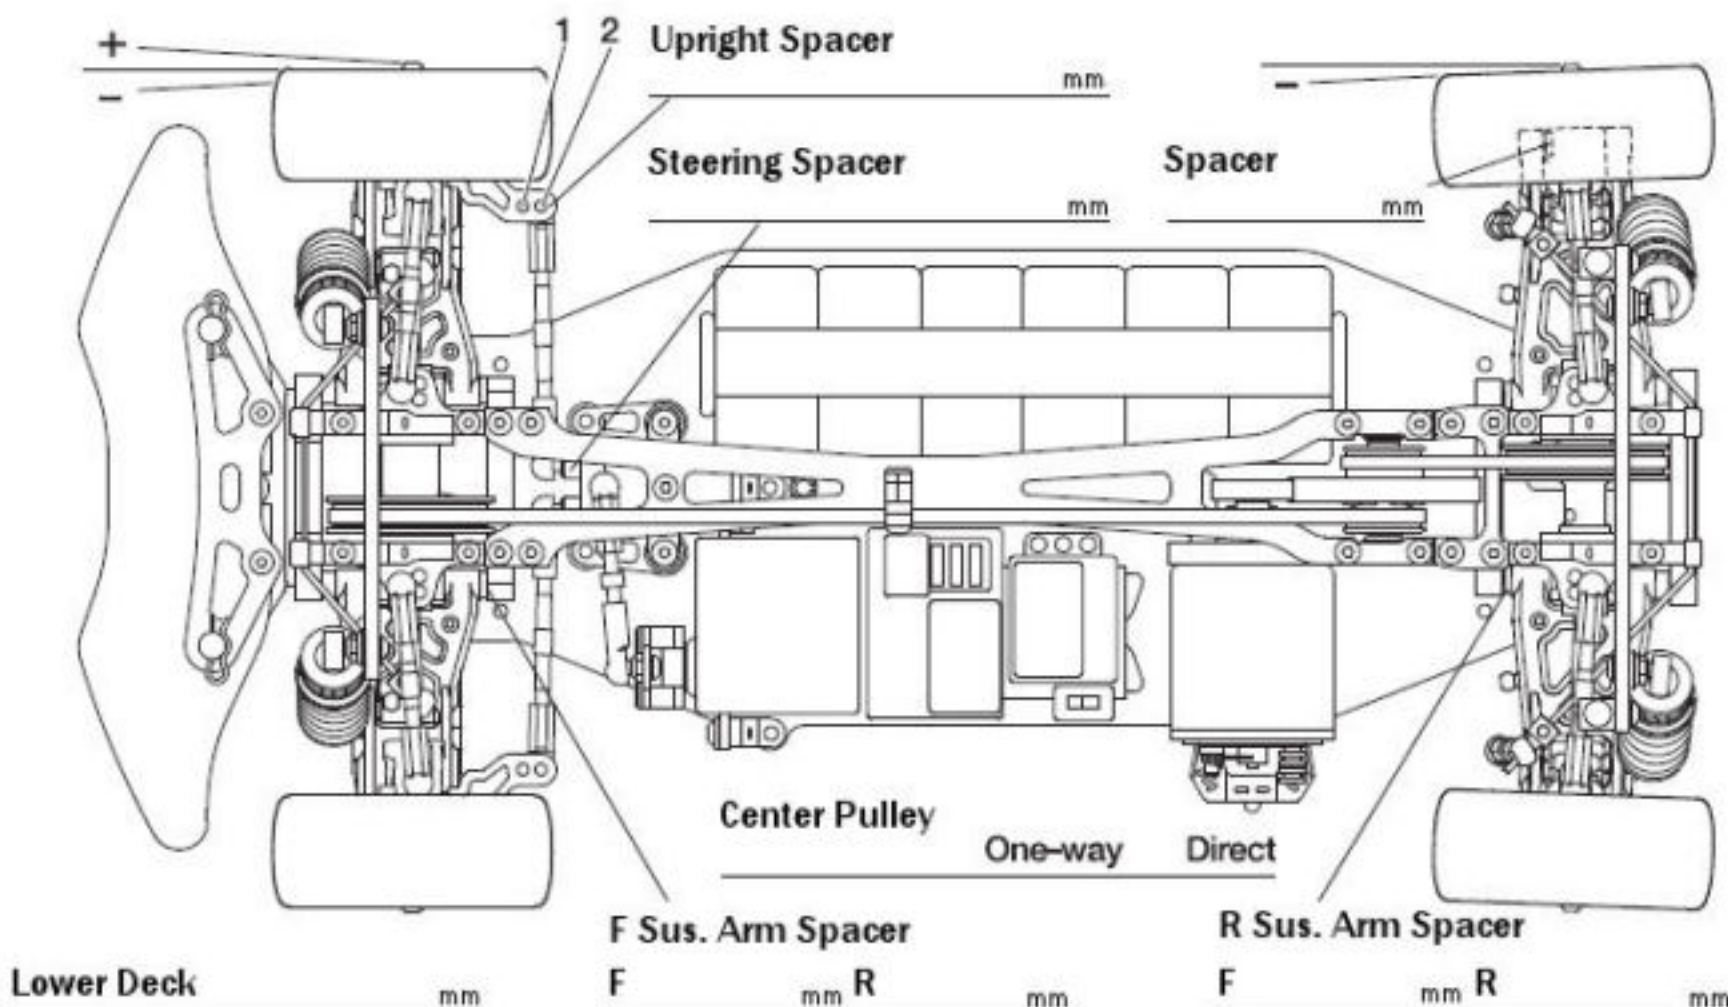 +
−
1 2
Upright Spacer
mm
−
Steering Spacer
mm
Spacer
mm
Center Pulley
One-way Direct
F Sus. Arm Spacer
R Sus. Arm Spacer
Lower Deck mm F mm R mm F mm R mm